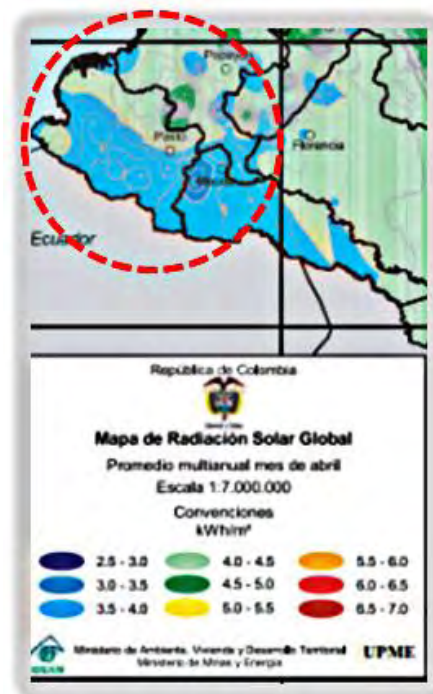 Popayán
Pasto
Mocoa
Florencia
Ecuador
República de Colombia
Libertad y Orden
Mapa de Radiación Solar Global
Promedio multianual mes de abril
Escala 1:7.000.000
Convenciones
kWh/m²
2.5 - 3.0 4.0 - 4.5 5.5 - 6.0
3.0 - 3.5 4.5 - 5.0 6.0 - 6.5
3.5 - 4.0 5.0 - 5.5 6.5 - 7.0
IDEAM Ministerio de Ambiente, Vivienda y Desarrollo Territorial UPME
Ministerio de Minas y Energía